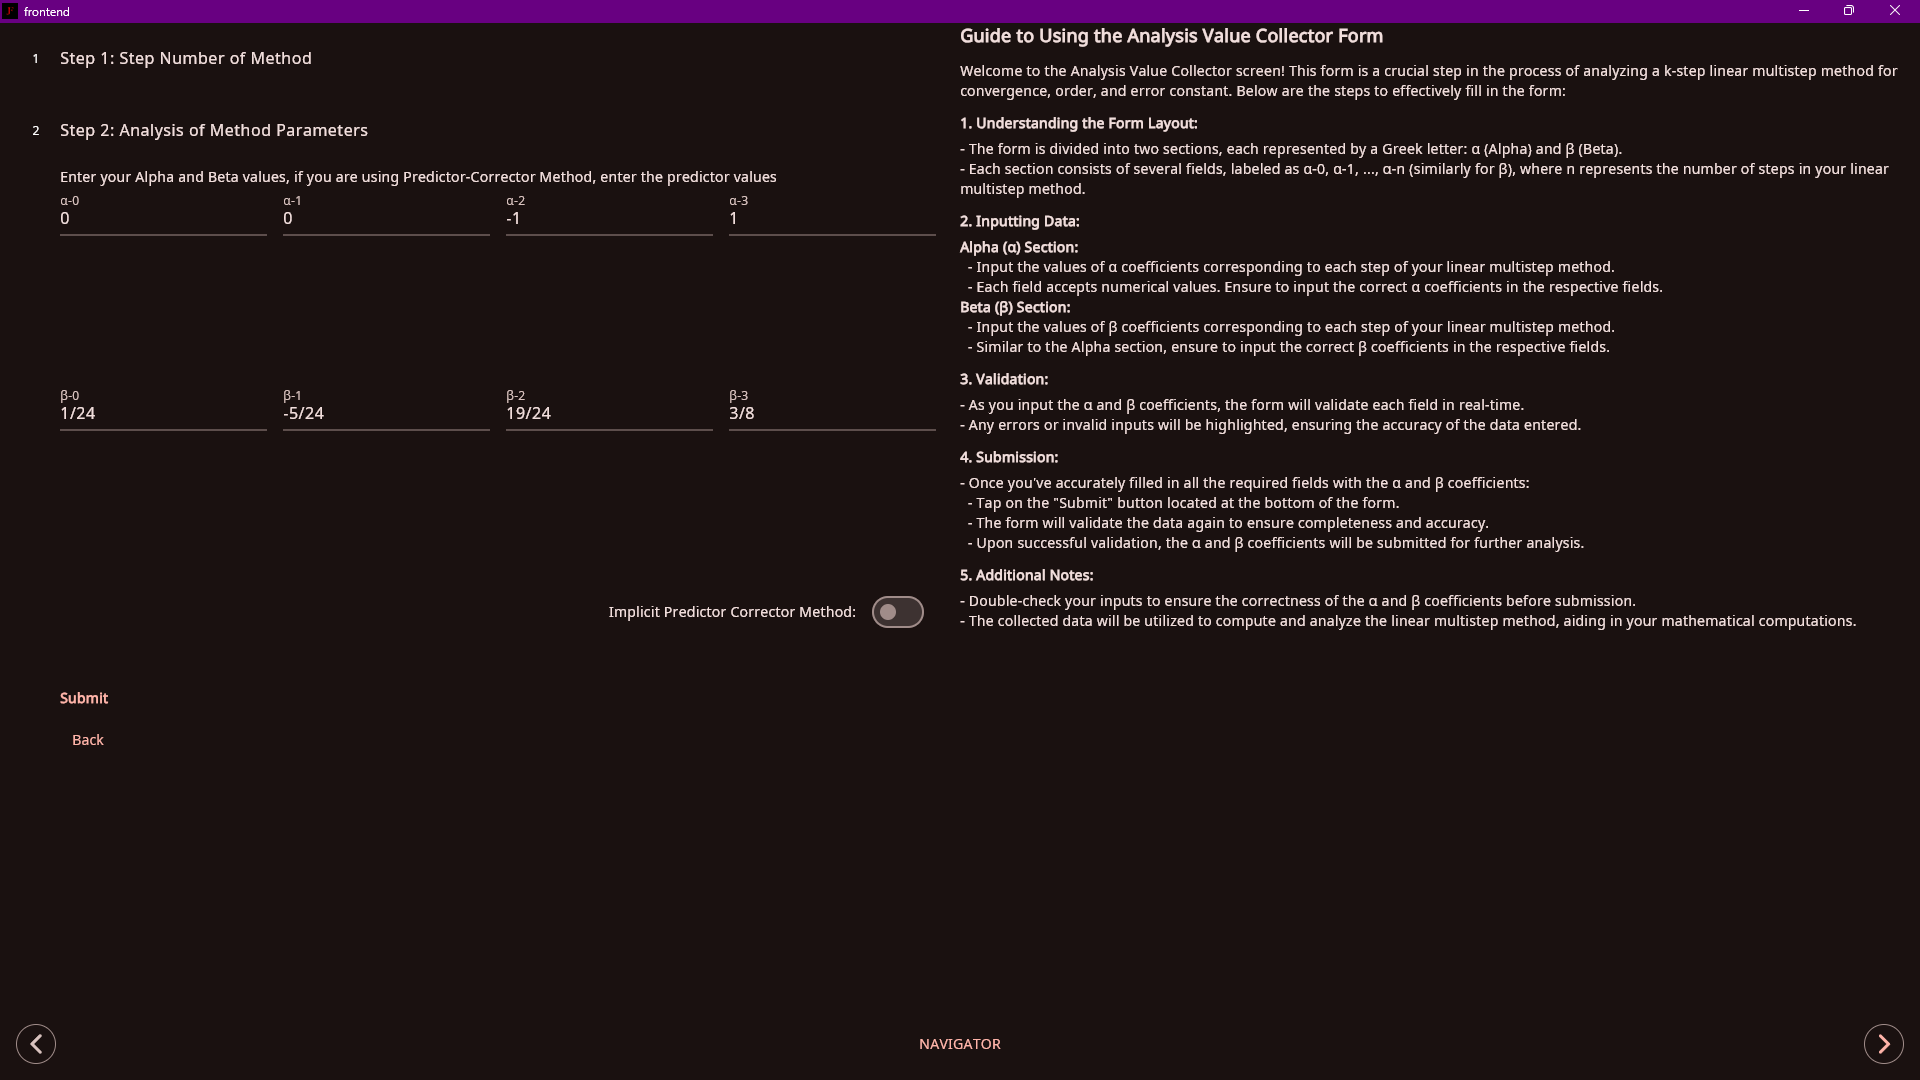 frontend
1 Step 1: Step Number of Method
2 Step 2: Analysis of Method Parameters
Enter your Alpha and Beta values, if you are using Predictor-Corrector Method, enter the predictor values
α-0 α-1 α-2 α-3
0 0 -1 1
β-0 β-1 β-2 β-3
1/24 -5/24 19/24 3/8
Implicit Predictor Corrector Method:
Submit
Back
Guide to Using the Analysis Value Collector Form
Welcome to the Analysis Value Collector screen! This form is a crucial step in the process of analyzing a k-step linear multistep method for
convergence, order, and error constant. Below are the steps to effectively fill in the form:
1. Understanding the Form Layout:
- The form is divided into two sections, each represented by a Greek letter: α (Alpha) and β (Beta).
- Each section consists of several fields, labeled as α-0, α-1, ..., α-n (similarly for β), where n represents the number of steps in your linear
multistep method.
2. Inputting Data:
Alpha (α) Section:
- Input the values of α coefficients corresponding to each step of your linear multistep method.
- Each field accepts numerical values. Ensure to input the correct α coefficients in the respective fields.
Beta (β) Section:
- Input the values of β coefficients corresponding to each step of your linear multistep method.
- Similar to the Alpha section, ensure to input the correct β coefficients in the respective fields.
3. Validation:
- As you input the α and β coefficients, the form will validate each field in real-time.
- Any errors or invalid inputs will be highlighted, ensuring the accuracy of the data entered.
4. Submission:
- Once you've accurately filled in all the required fields with the α and β coefficients:
- Tap on the "Submit" button located at the bottom of the form.
- The form will validate the data again to ensure completeness and accuracy.
- Upon successful validation, the α and β coefficients will be submitted for further analysis.
5. Additional Notes:
- Double-check your inputs to ensure the correctness of the α and β coefficients before submission.
- The collected data will be utilized to compute and analyze the linear multistep method, aiding in your mathematical computations.
NAVIGATOR